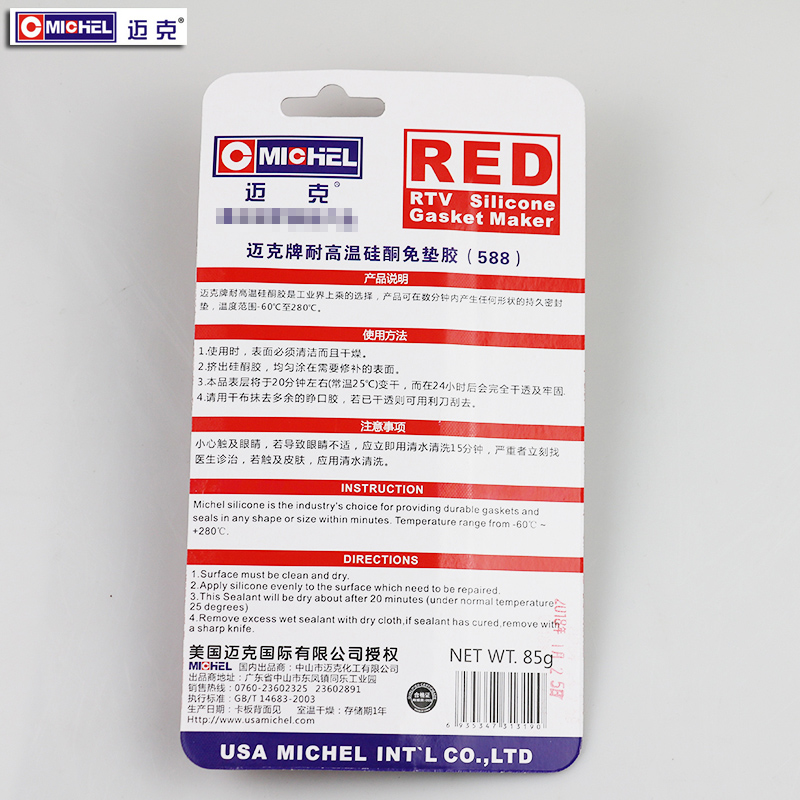 MICHEL 迈克®
MICHEL
迈克®
RED
RTV Silicone
Gasket Maker
迈克牌耐高温硅酮免垫胶(588)
产品说明
迈克牌耐高温硅酮胶是工业界上乘的选择，产品可在数分钟内产生任何形状的持久密封
垫，温度范围-60℃至280℃。
使用方法
1.使用时，表面必须清洁而且干燥。
2.挤出硅酮胶，均匀涂在需要修补的表面。
3.本品表层将于20分钟左右(常温25℃)变干，而在24小时后会完全干透及牢固.
4.请用干布抹去多余的睁口胶，若已干透则可用利刀刮去。
注意事项
小心触及眼睛，若导致眼睛不适，应立即用清水清洗15分钟，严重者立刻找
医生诊治，若触及皮肤，应用清水清洗。
INSTRUCTION
Michel silicone is the industry's choice for providing durable gaskets and
seals in any shape or size within minutes. Temperature range from -60℃ ~
+280℃.
DIRECTIONS
1.Surface must be clean and dry.
2.Apply silicone evenly to the surface which need to be repaired.
3.This Sealant will be dry about after 20 minutes (under normal temperature
25 degrees)
4.Remove excess wet sealant with dry cloth,if sealant has cured,remove with
a sharp knife.
美国迈克国际有限公司授权
MICHEL 国内出品商：中山市迈克化工有限公司
出品商地址：广东省中山市东凤镇同乐工业园
销售热线：0760-23602325 23602891
执行标准：GB/T 14683-2003
生产日期：卡板背面见 室温干燥：存储期1年
Http://www.usamichel.com
合格证
NET WT. 85g
6 935347 313190
USA MICHEL INT`L CO.,LTD